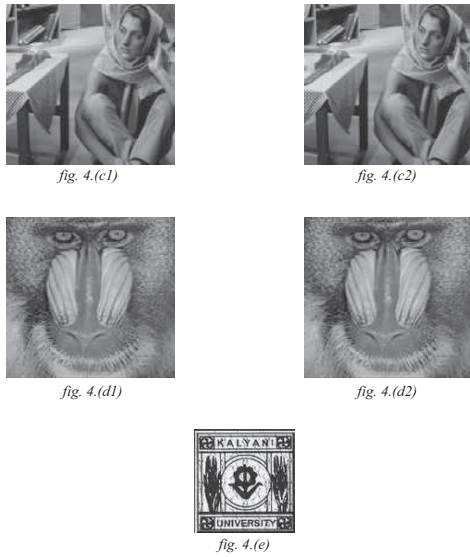 fig. 4.(c1)
fig. 4.(c2)
fig. 4.(d1)
fig. 4.(d2)
KALYANI
UNIVERSITY
fig. 4.(e)